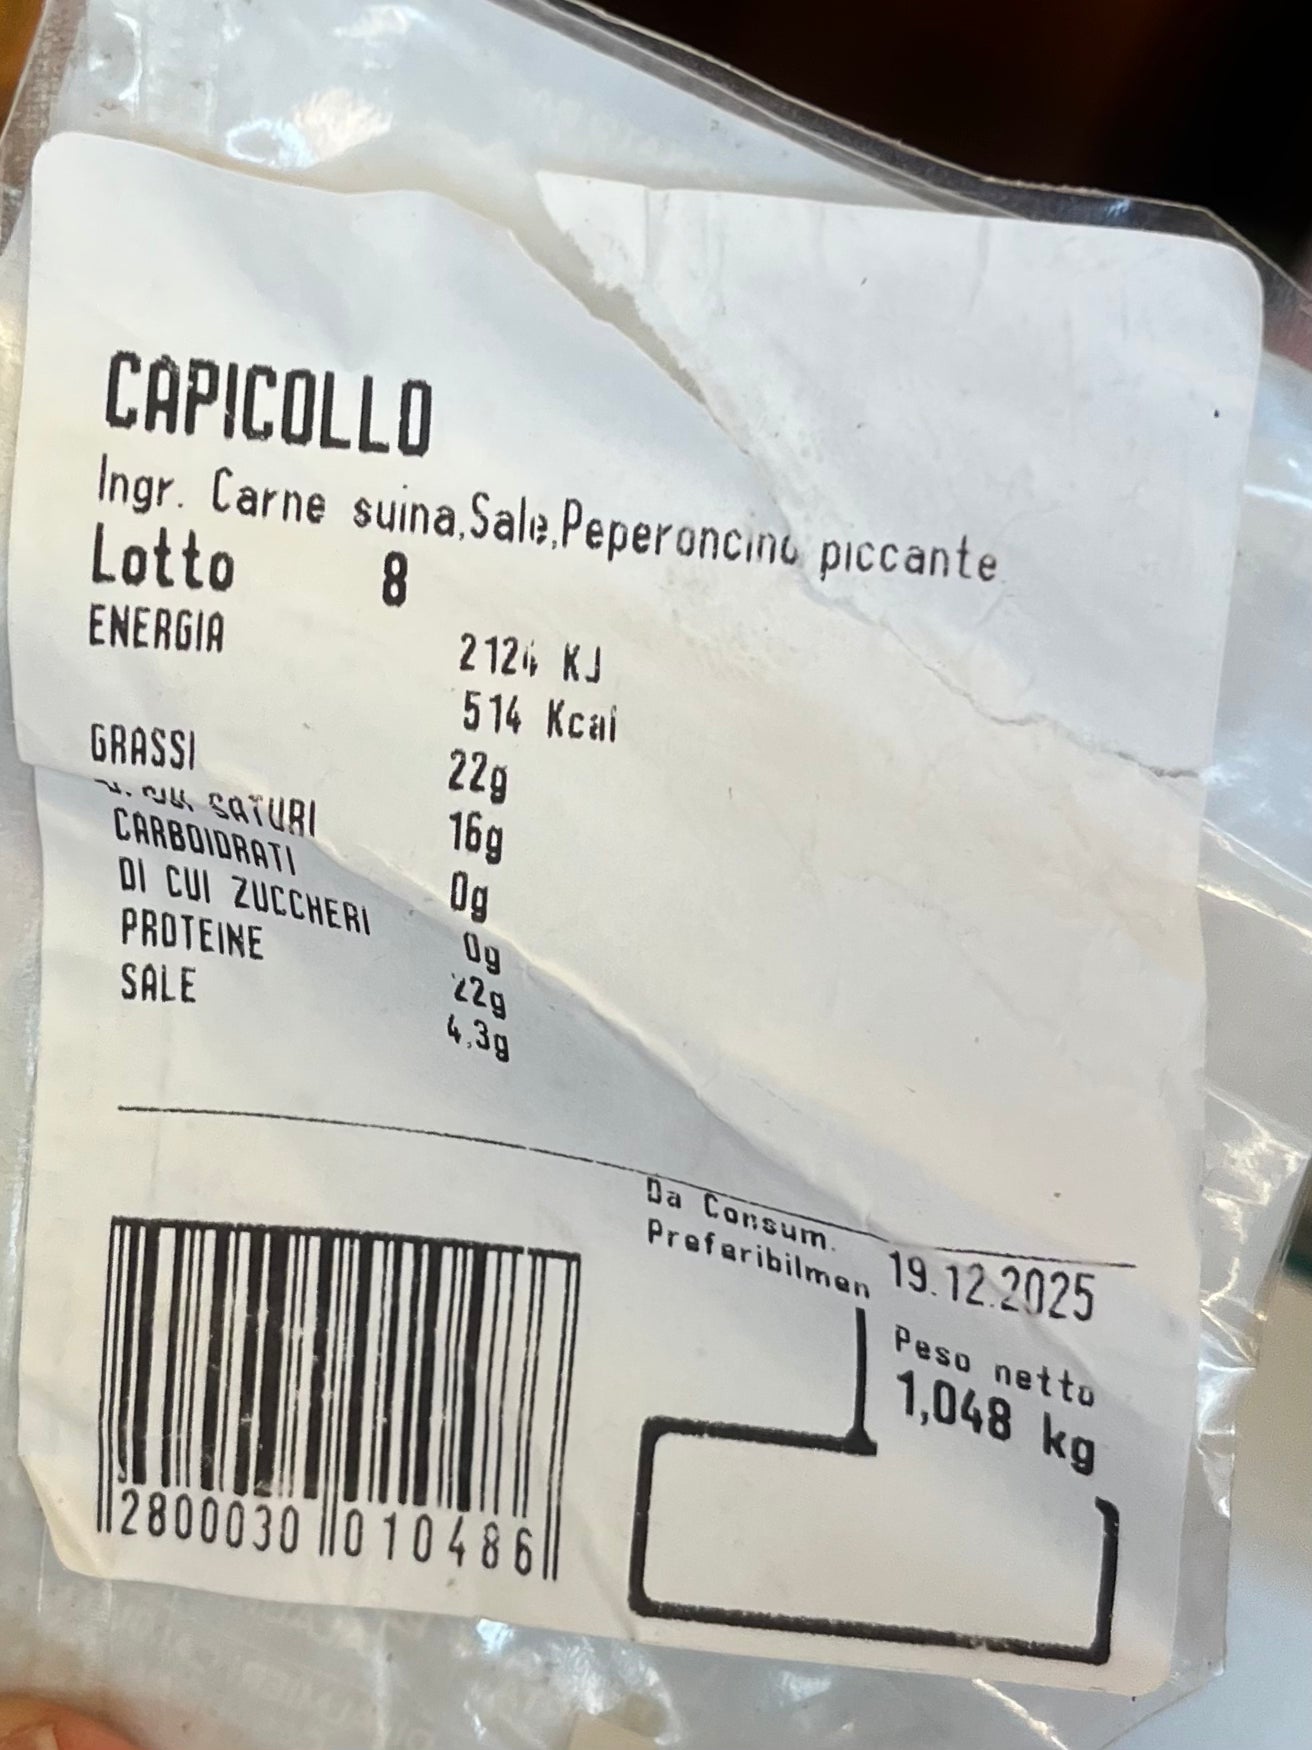 CAPICOLLO
Ingr. Carne suina,Sale,Peperoncino piccante
Lotto 8
ENERGIA 2124 KJ
514 Kcal
GRASSI 22g
SATURI 16g
CARBOIDRATI 0g
DI CUI ZUCCHERI 0g
PROTEINE 22g
SALE 4,3g
Da Consum.
Preferibilmen 19.12.2025
Peso netto
1,048 kg
2800030 010486